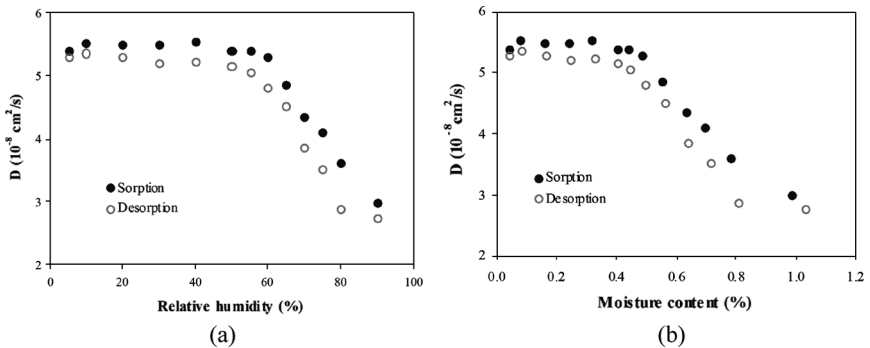 6
5
4
3
2
D (10⁻⁸ cm²/s)
Sorption
Desorption
0
20
40
60
80
100
Relative humidity (%)
(a)
6
5
4
3
2
D (10⁻⁸ cm²/s)
Sorption
Desorption
0.0
0.2
0.4
0.6
0.8
1.0
1.2
Moisture content (%)
(b)